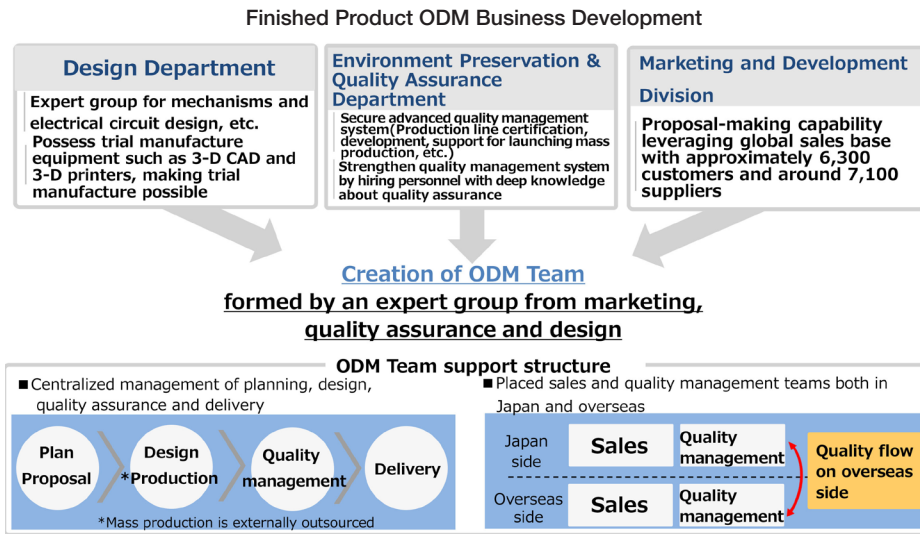 Finished Product ODM Business Development
Design Department
Expert group for mechanisms and
electrical circuit design, etc.
Possess trial manufacture
equipment such as 3-D CAD and
3-D printers, making trial
manufacture possible
Environment Preservation &
Quality Assurance
Department
Secure advanced quality management
system(Production line certification,
development, support for launching mass
production, etc.)
Strengthen quality management system
by hiring personnel with deep knowledge
about quality assurance
Marketing and Development
Division
Proposal-making capability
leveraging global sales base
with approximately 6,300
customers and around 7,100
suppliers
Creation of ODM Team
formed by an expert group from marketing,
quality assurance and design
ODM Team support structure
■Centralized management of planning, design,
quality assurance and delivery
Plan
Proposal
Design
*Production
Quality
management
Delivery
*Mass production is externally outsourced
■Placed sales and quality management teams both in
Japan and overseas
Japan
side
Sales
Quality
management
Overseas
side
Sales
Quality
management
Quality flow
on overseas
side